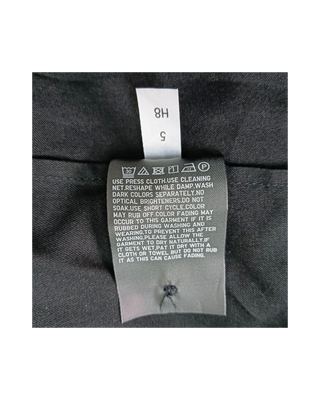 5
H8
USE PRESS CLOTH.USE CLEANING
NET.RESHAPE WHILE DAMP.WASH
DARK COLORS SEPARATELY.NO
OPTICAL BRIGHTENERS.DO NOT
SOAK.USE SHORT CYCLE.COLOR
MAY RUB OFF.COLOR FADING MAY
OCCUR TO THIS GARMENT IF IT IS
RUBBED DURING WASHING AND
WEARING.TO PREVENT THIS AFTER
WASHING,PLEASE ALLOW THE
GARMENT TO DRY NATURALLY.IF
IT GETS WET,PAT IT DRY WITH A
CLOTH OR TOWEL BUT DO NOT RUB
IT AS THIS CAN CAUSE FADING.